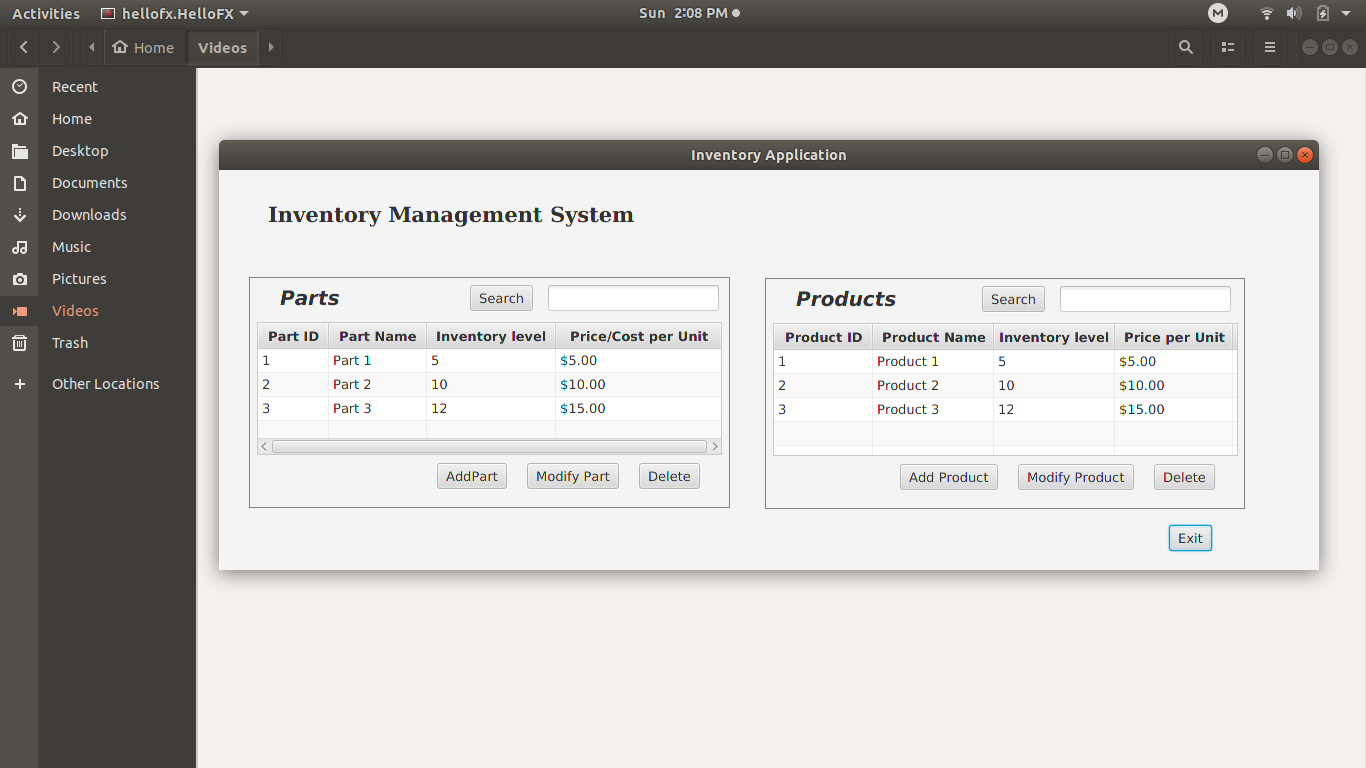 Activities hellofx.HelloFX Sun 2:08 PM M
Home Videos
Recent
Home
Desktop
Documents
Downloads
Music
Pictures
Videos
Trash
Other Locations
Inventory Application
Inventory Management System
Parts Search
Part ID Part Name Inventory level Price/Cost per Unit
1 Part 1 5 $5.00
2 Part 2 10 $10.00
3 Part 3 12 $15.00
AddPart Modify Part Delete
Products Search
Product ID Product Name Inventory level Price per Unit
1 Product 1 5 $5.00
2 Product 2 10 $10.00
3 Product 3 12 $15.00
Add Product Modify Product Delete
Exit